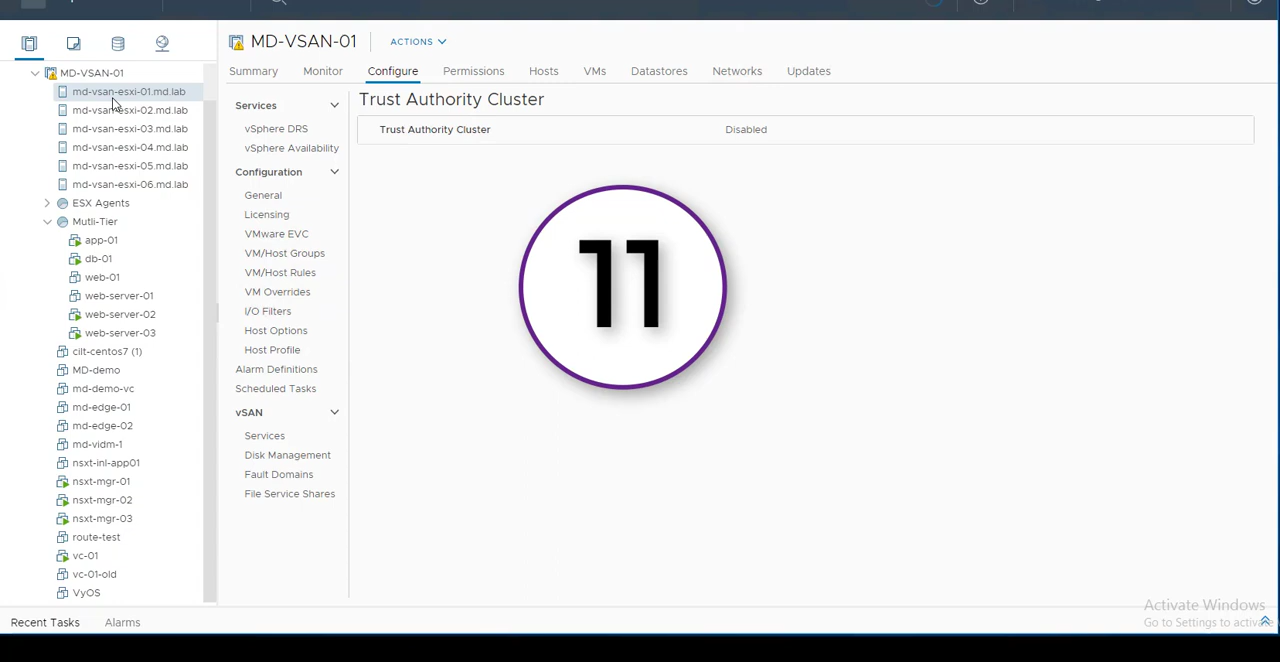 MD-VSAN-01
md-vsan-esxi-01.md.lab
md-vsan-esxi-02.md.lab
md-vsan-esxi-03.md.lab
md-vsan-esxi-04.md.lab
md-vsan-esxi-05.md.lab
md-vsan-esxi-06.md.lab
ESX Agents
Mutli-Tier
app-01
db-01
web-01
web-server-01
web-server-02
web-server-03
cilt-centos7 (1)
MD-demo
md-demo-vc
md-edge-01
md-edge-02
md-vidm-1
nsxt-inl-app01
nsxt-mgr-01
nsxt-mgr-02
nsxt-mgr-03
route-test
vc-01
vc-01-old
VyOS
MD-VSAN-01 ACTIONS
Summary Monitor Configure Permissions Hosts VMs Datastores Networks Updates
Services
vSphere DRS
vSphere Availability
Configuration
General
Licensing
VMware EVC
VM/Host Groups
VM/Host Rules
VM Overrides
I/O Filters
Host Options
Host Profile
Alarm Definitions
Scheduled Tasks
vSAN
Services
Disk Management
Fault Domains
File Service Shares
Trust Authority Cluster
Trust Authority Cluster Disabled
11
Activate Windows
Go to Settings to activate
Recent Tasks Alarms